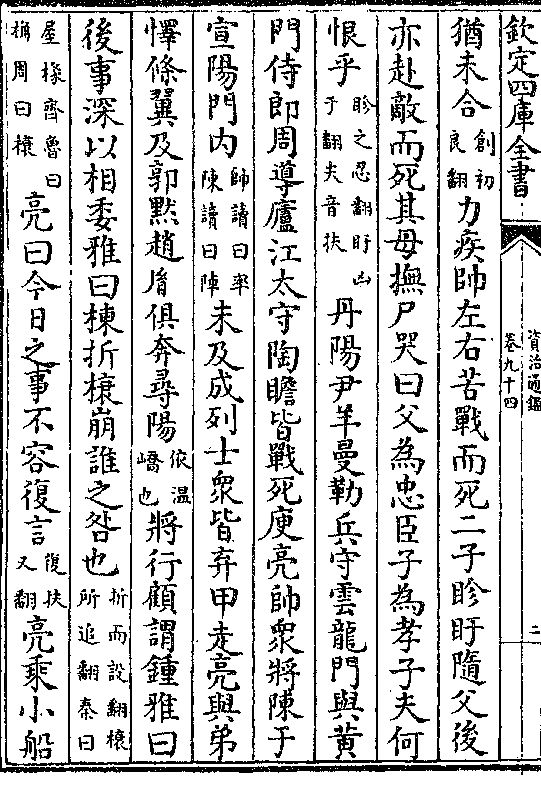 欽定四庫全書
資治通鑑
卷九十四
二
猶未合創初良翻力疾帥左右苦戰而死二子眕盱隨父後
亦赴敵而死其母撫尸哭曰父為忠臣子為孝子夫何
恨乎眕之忍翻盱凶于翻夫音扶丹陽尹羊曼勒兵守雲龍門與黄
門侍郎周導廬江太守陶瞻皆戰死庾亮帥衆將陳于
宣陽門内帥讀曰率陳讀曰陣未及成列士衆皆弃甲走亮與弟
懌條翼及郭黙趙𦙍俱奔尋陽依温嶠也將行顧謂鍾雅曰
後事深以相委雅曰棟折榱崩誰之咎也折而設翻榱所追翻秦曰
屋椽齊魯曰桷周曰榱亮曰今日之事不容復言復扶又翻亮乘小船